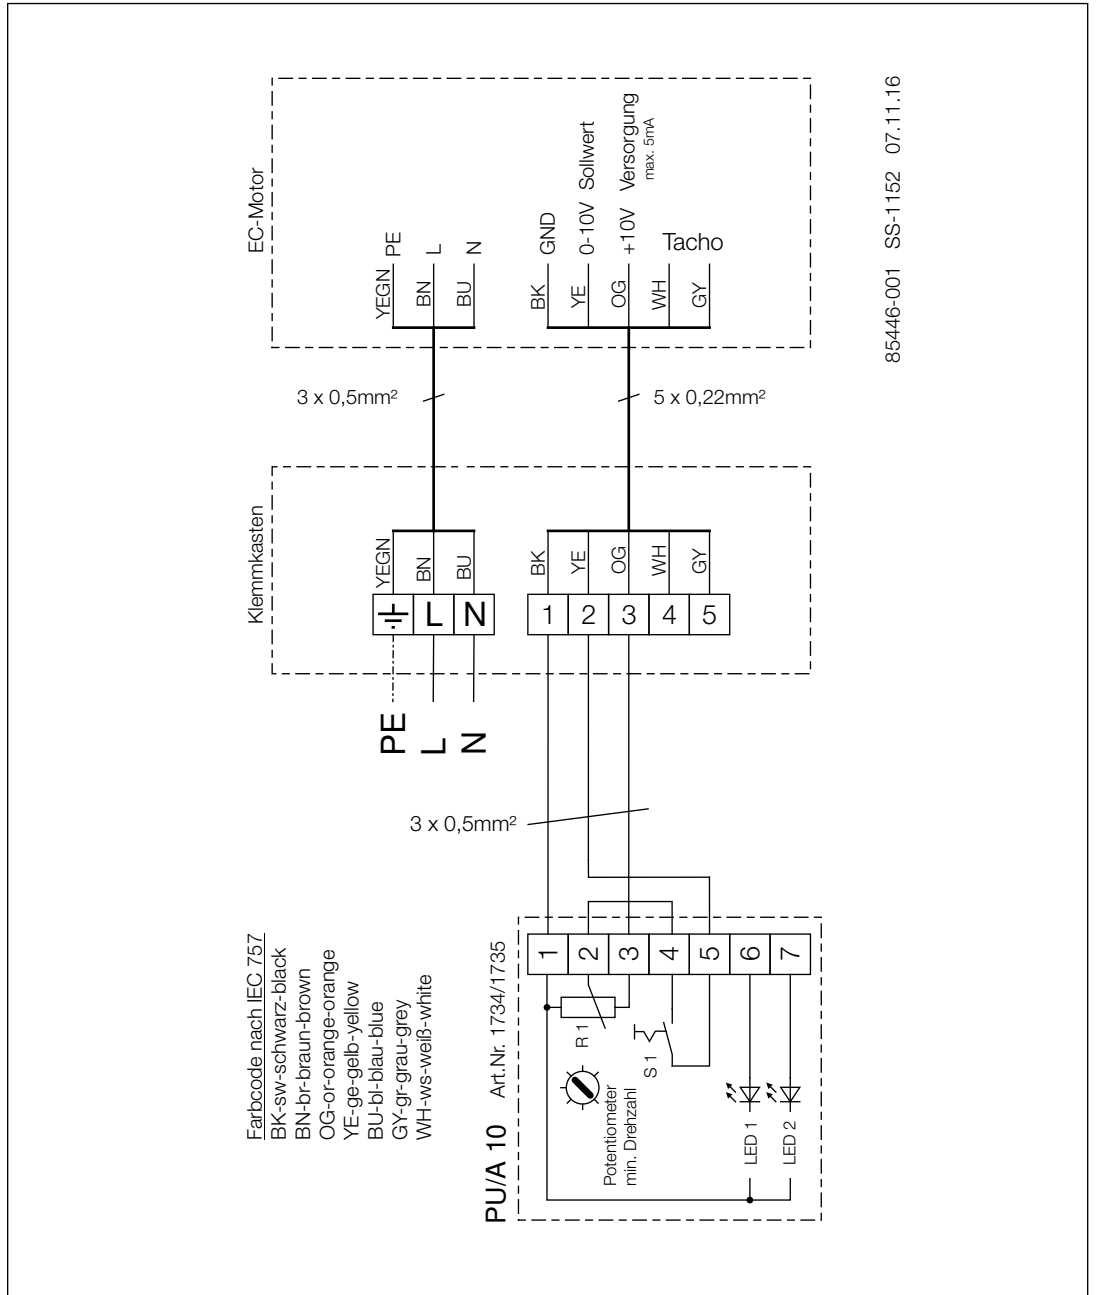 85446-001 SS-1152 07.11.16
EC-Motor
PE
L
N
YEGN
BN
BU
GND
0-10V Sollwert
+10V Versorgung
max. 5mA
Tacho
BK
YE
OG
WH
GY
3 x 0,5mm²
5 x 0,22mm²
Klemmkasten
YEGN
BN
BU
BK
YE
OG
WH
GY
L
N
1
2
3
4
5
PE
L
N
3 x 0,5mm²
Farbcode nach IEC 757
BK-sw-schwarz-black
BN-br-braun-brown
OG-or-orange-orange
YE-ge-gelb-yellow
BU-bl-blau-blue
GY-gr-grau-grey
WH-ws-weiß-white
PU/A 10 Art.Nr. 1734/1735
1
2
3
4
5
6
7
R 1
S 1
Potentiometer
min. Drehzahl
LED 1
LED 2